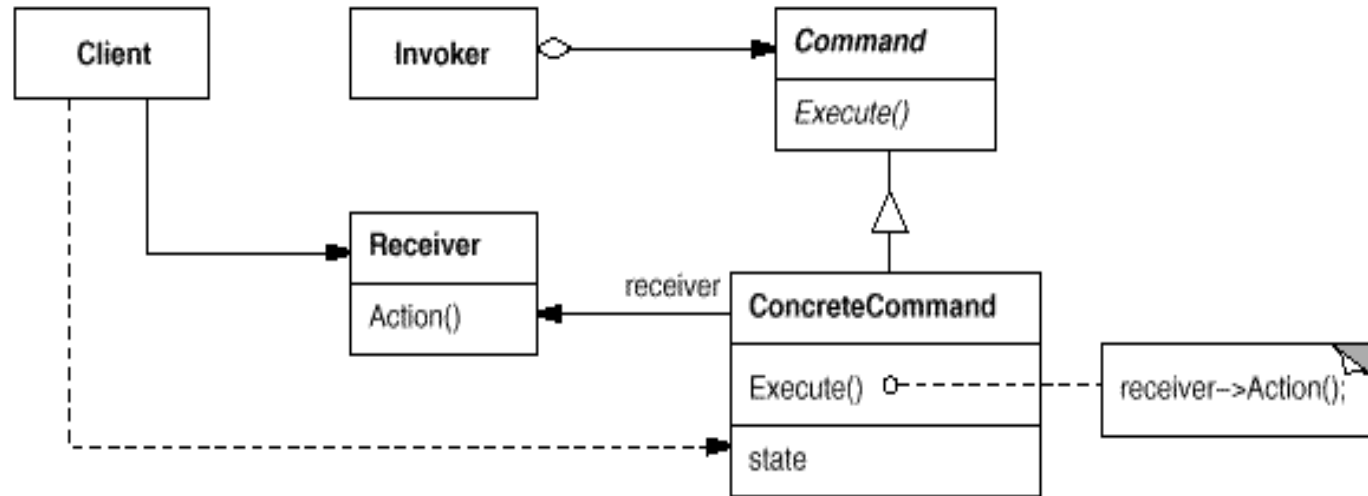 Client
Invoker
Command
Execute()
Receiver
Action()
receiver
ConcreteCommand
Execute()
receiver->Action();
state